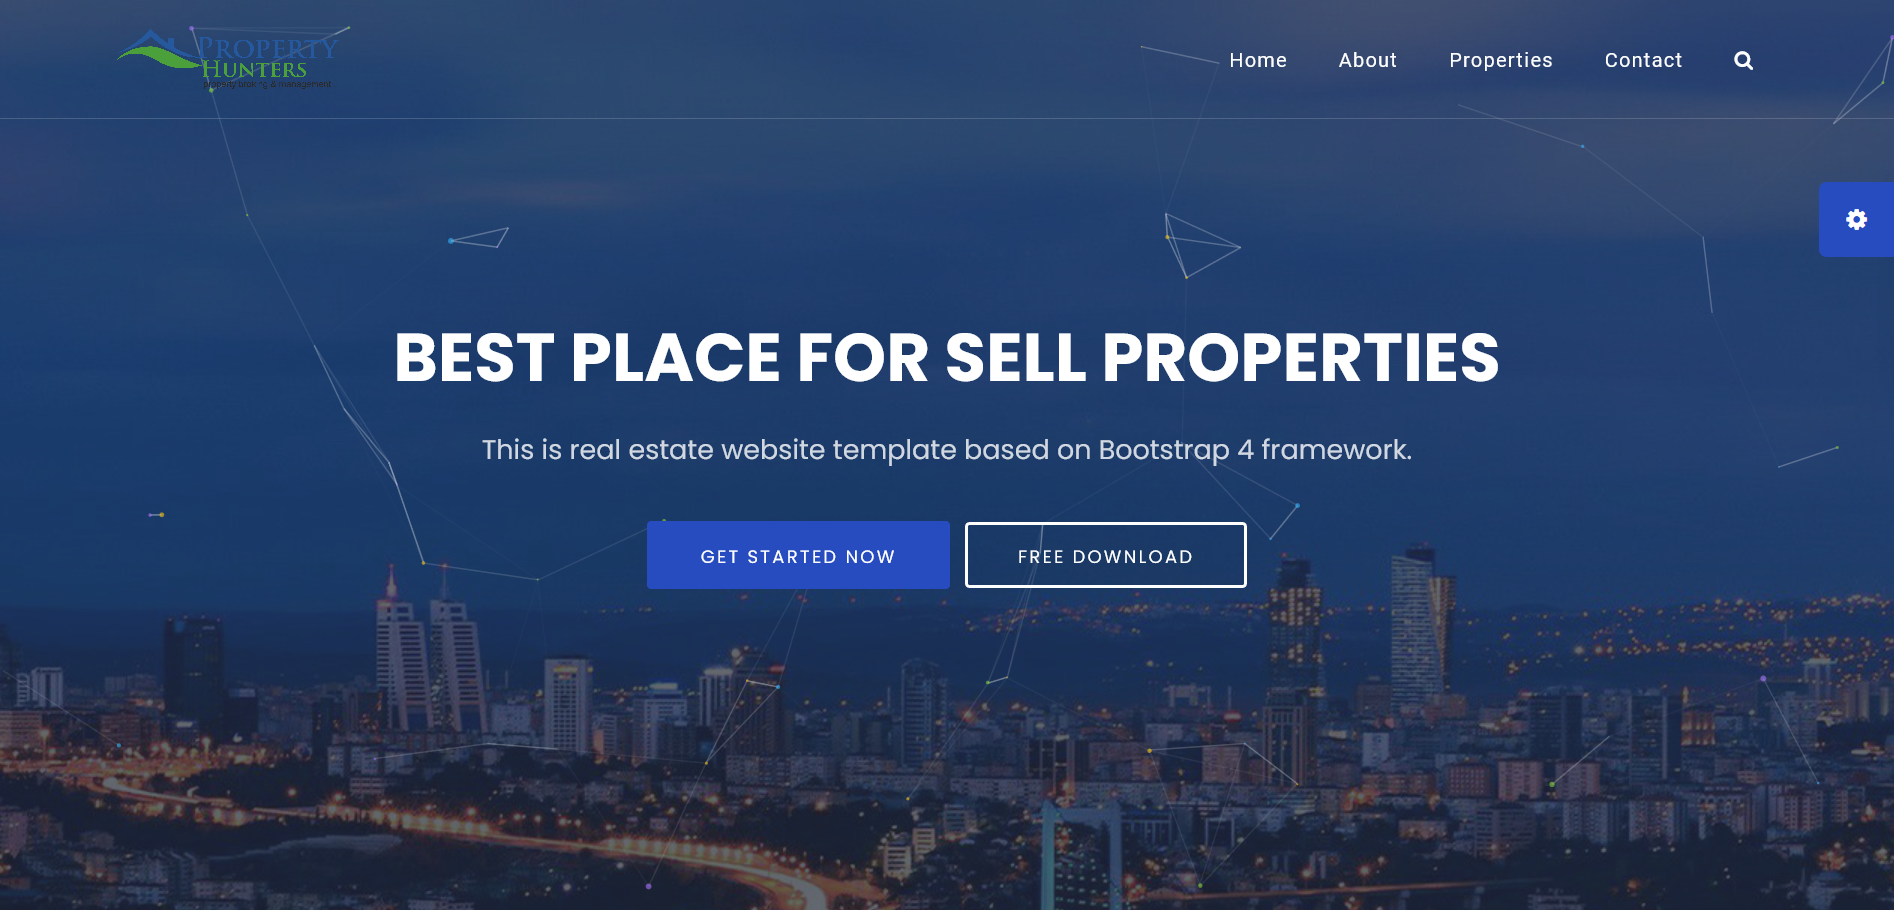 PROPERTY
HUNTERS
property broking & management
Home
About
Properties
Contact
BEST PLACE FOR SELL PROPERTIES
This is real estate website template based on Bootstrap 4 framework.
GET STARTED NOW
FREE DOWNLOAD